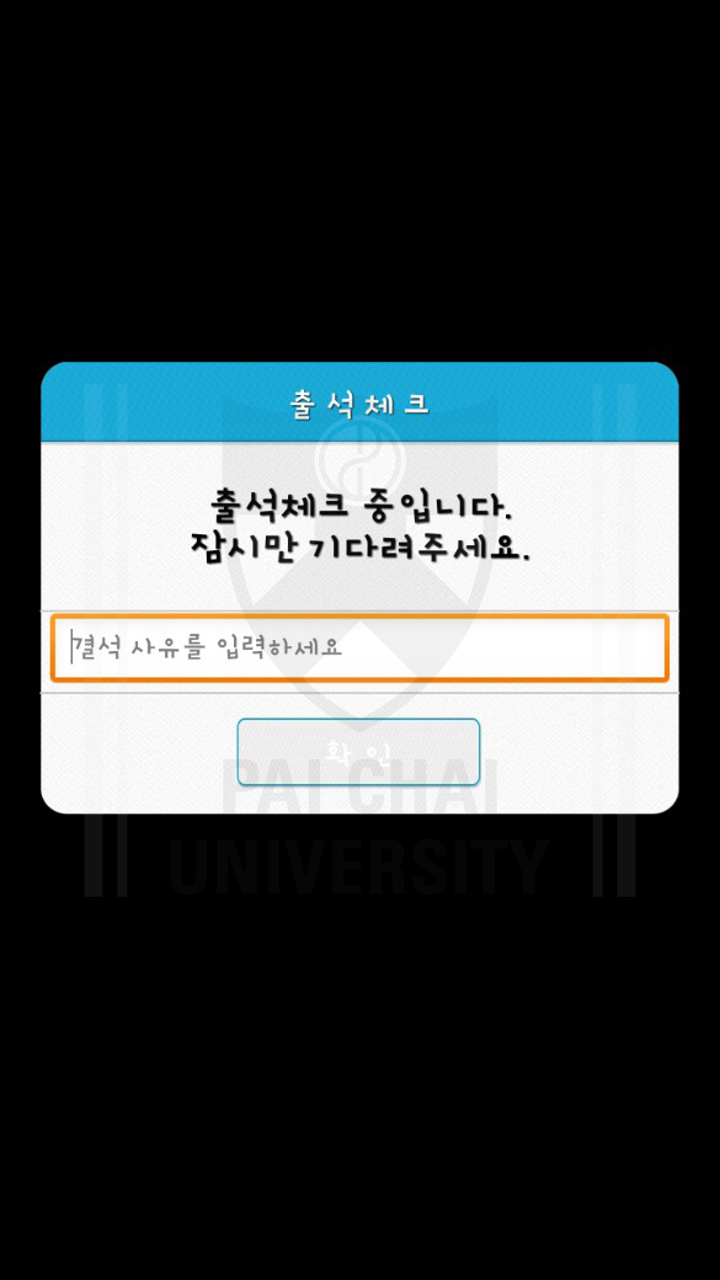 출석체크
출석체크 중입니다.
잠시만 기다려주세요.
결석 사유를 입력하세요
확인
PAI CHAI
UNIVERSITY